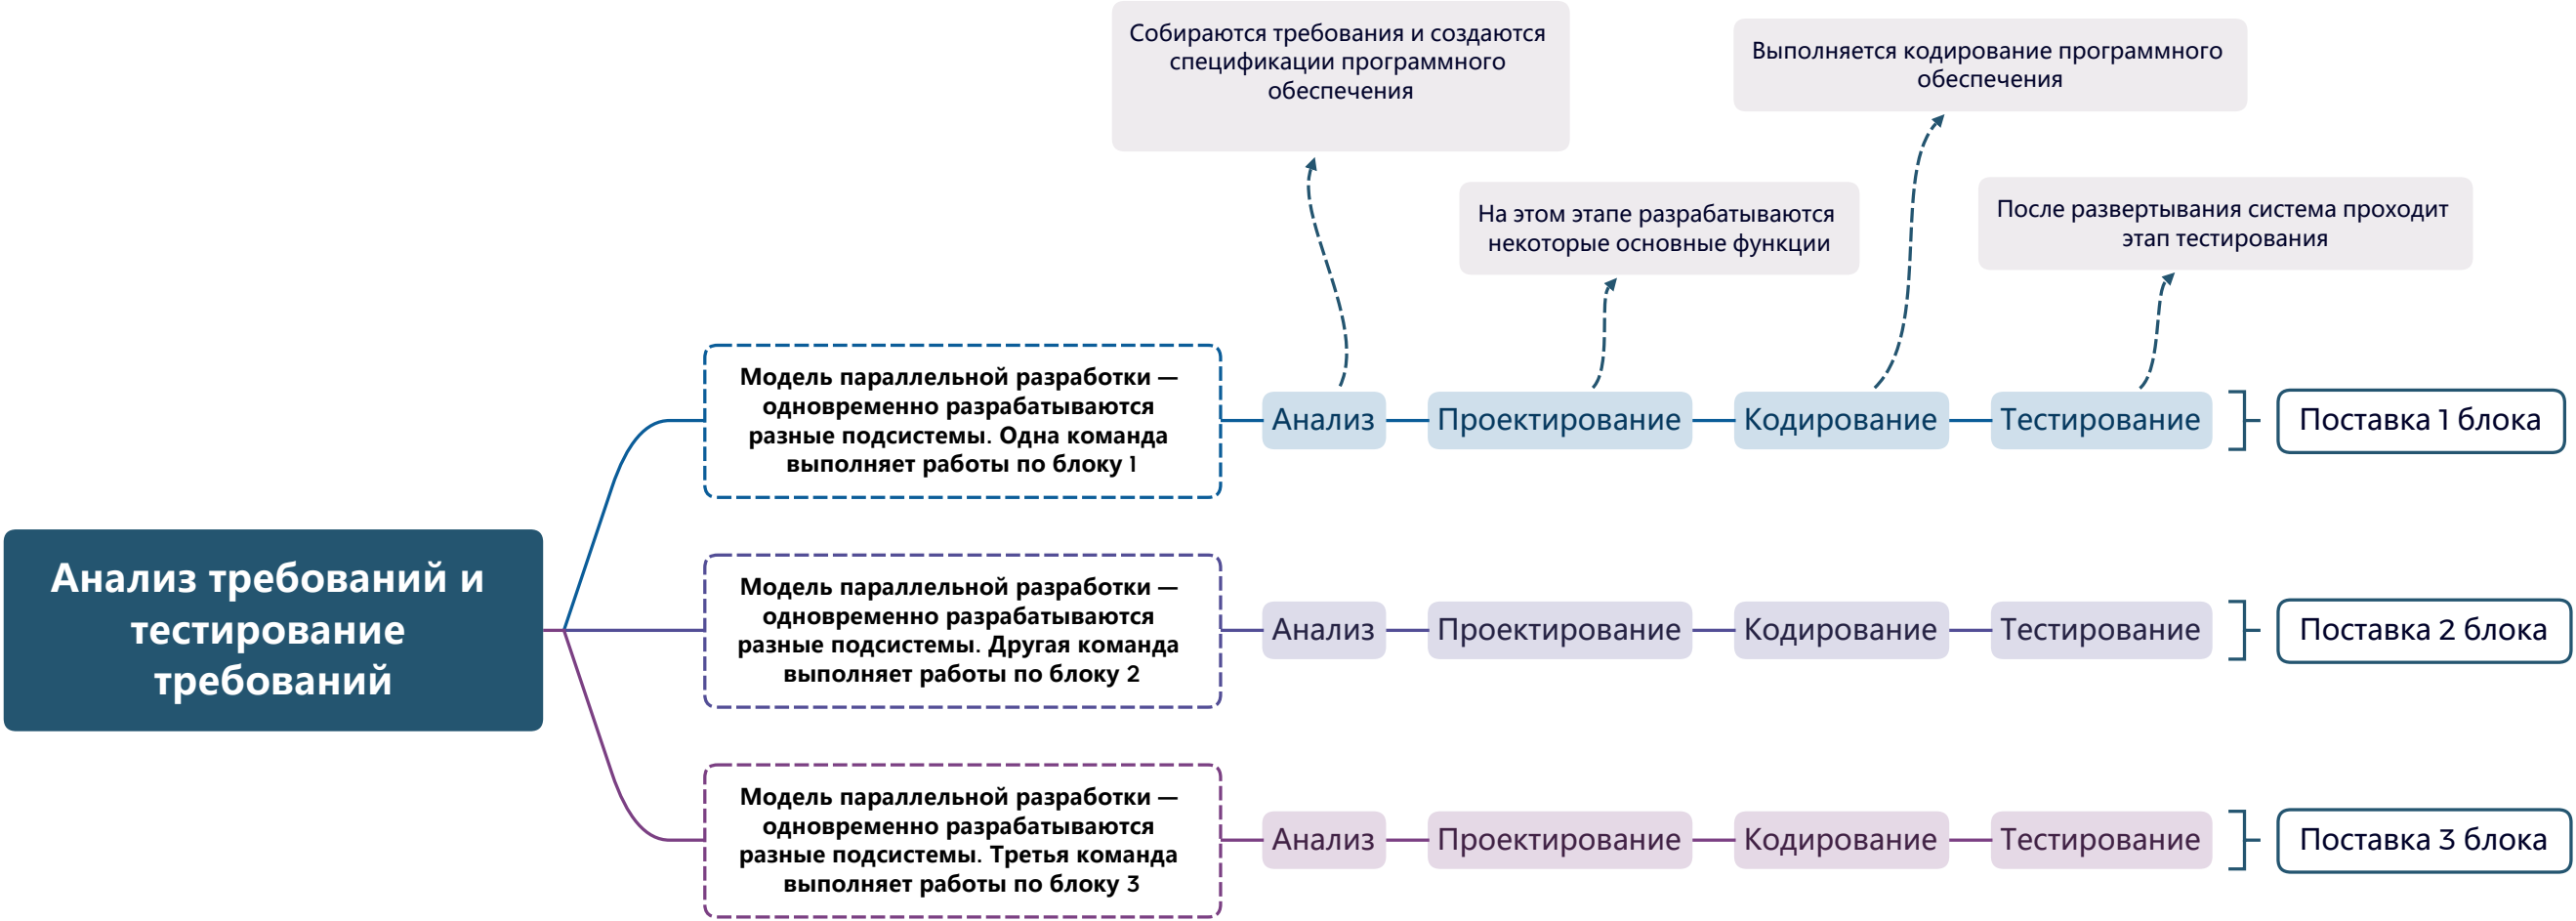 Собираются требования и создаются
спецификации программного
обеспечения
Выполняется кодирование программного
обеспечения
На этом этапе разрабатываются
некоторые основные функции
После развертывания система проходит
этап тестирования
Модель параллельной разработки —
одновременно разрабатываются
разные подсистемы. Одна команда
выполняет работы по блоку 1
Анализ
Проектирование
Кодирование
Тестирование
Поставка 1 блока
Анализ требований и
тестирование
требований
Модель параллельной разработки —
одновременно разрабатываются
разные подсистемы. Другая команда
выполняет работы по блоку 2
Анализ
Проектирование
Кодирование
Тестирование
Поставка 2 блока
Модель параллельной разработки —
одновременно разрабатываются
разные подсистемы. Третья команда
выполняет работы по блоку 3
Анализ
Проектирование
Кодирование
Тестирование
Поставка 3 блока